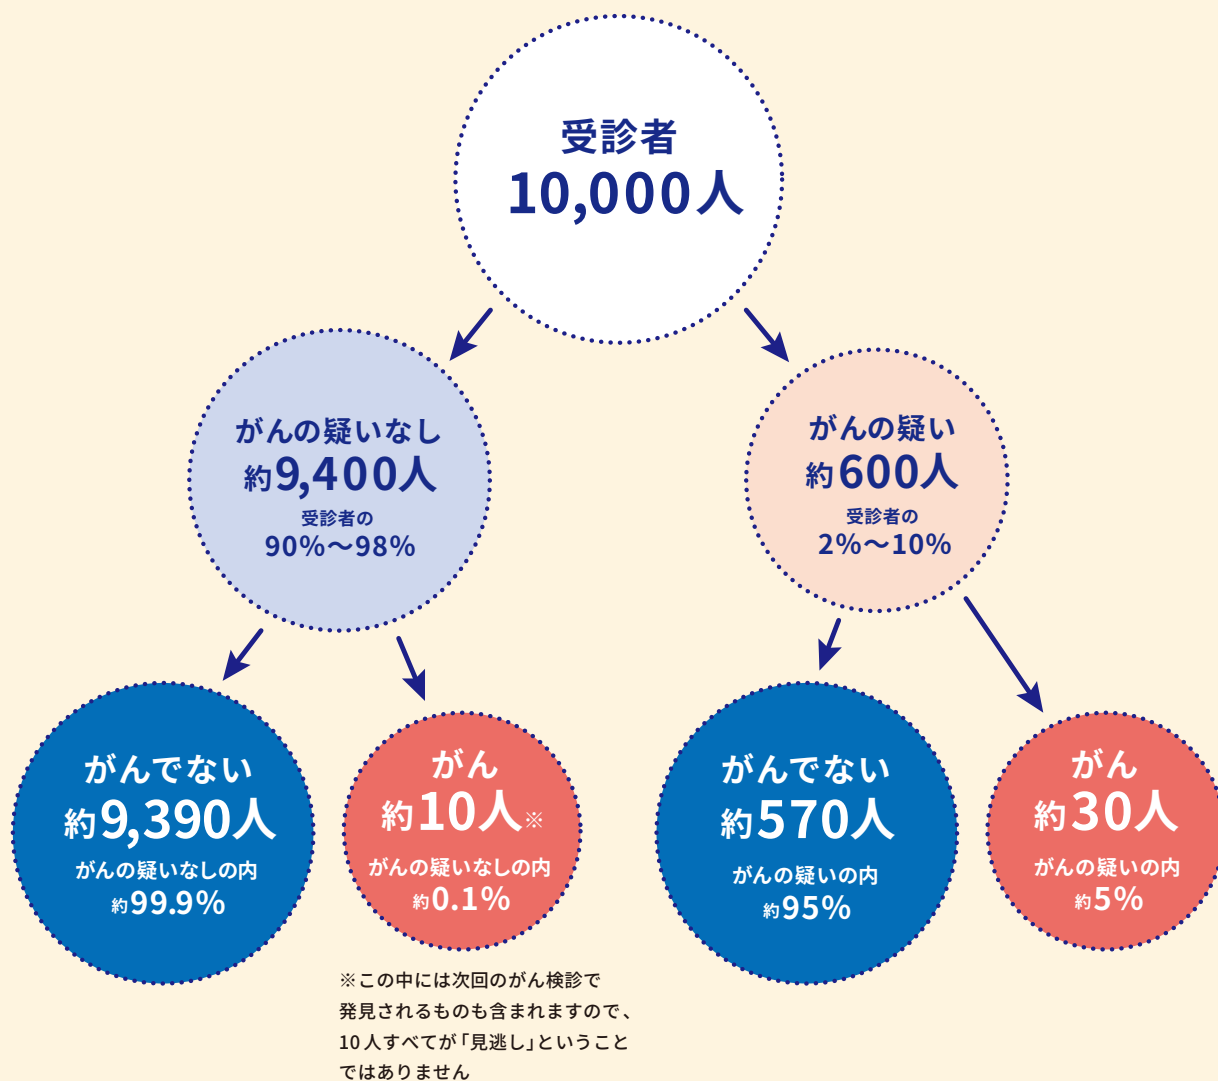 受診者
10,000人
がんの疑いなし
約9,400人
受診者の
90%～98%
がんの疑い
約600人
受診者の
2%～10%
がんでない
約9,390人
がんの疑いなしの内
約99.9%
がん
約10人※
がんの疑いなしの内
約0.1%
がんでない
約570人
がんの疑いの内
約95%
がん
約30人
がんの疑いの内
約5%
※この中には次回のがん検診で
発見されるものも含まれますので、
10人すべてが「見逃し」ということ
ではありません